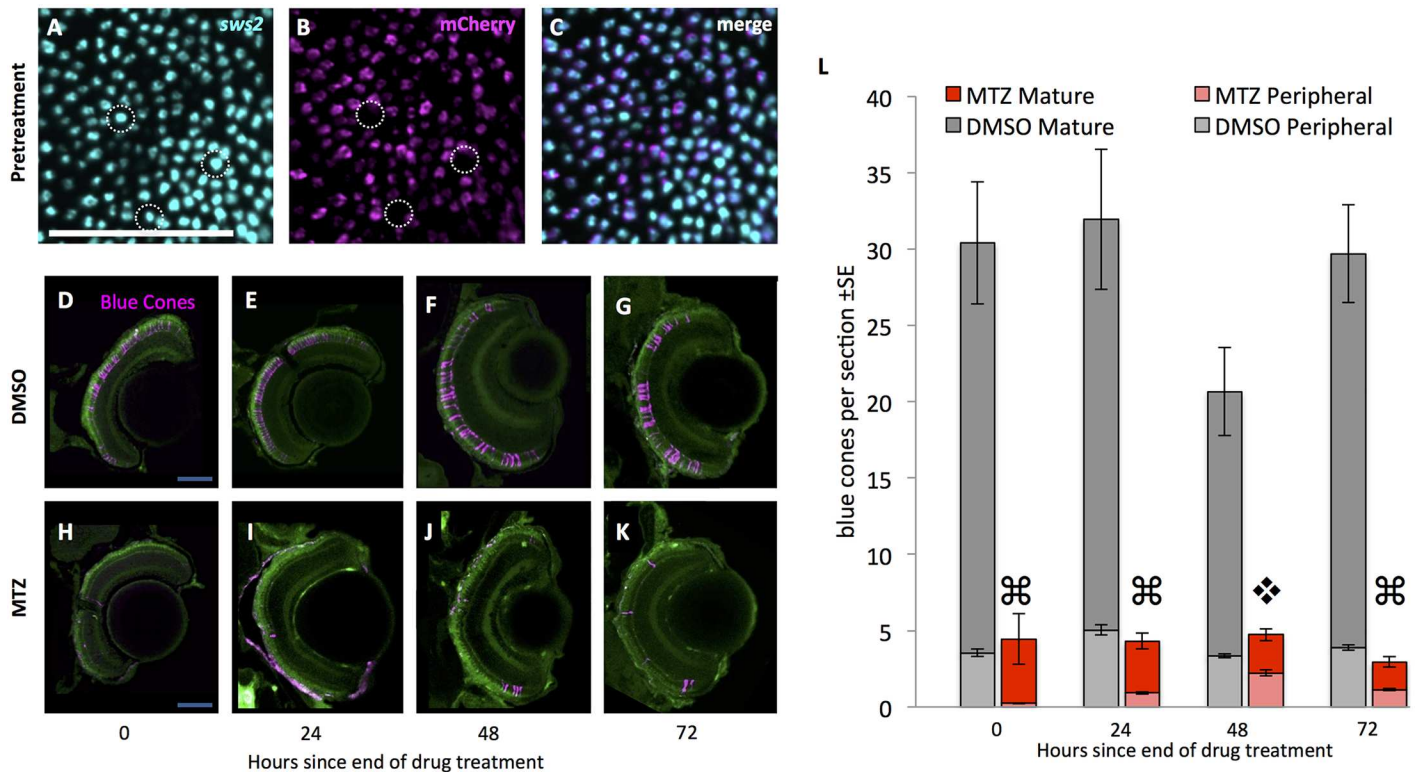 A sws2 B mCherry C merge
Pretreatment
D Blue Cones E F G
DMSO
H I J K
MTZ
0 24 48 72
Hours since end of drug treatment
L
MTZ Mature MTZ Peripheral
DMSO Mature DMSO Peripheral
blue cones per section ±SE
40
35
30
25
20
15
10
5
0
⌘ ⌘ ❖ ⌘
0 24 48 72
Hours since end of drug treatment